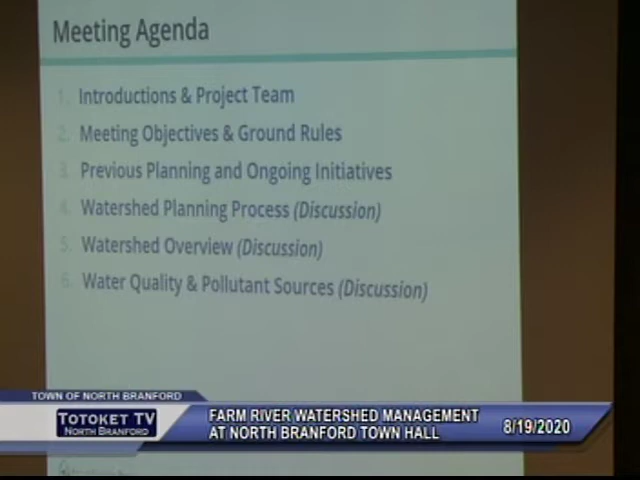 Meeting Agenda
1. Introductions & Project Team
2. Meeting Objectives & Ground Rules
3. Previous Planning and Ongoing Initiatives
4. Watershed Planning Process (Discussion)
5. Watershed Overview (Discussion)
6. Water Quality & Pollutant Sources (Discussion)
TOWN OF NORTH BRANFORD
TOTOKET TV
NORTH BRANFORD
FARM RIVER WATERSHED MANAGEMENT
AT NORTH BRANFORD TOWN HALL
8/19/2020